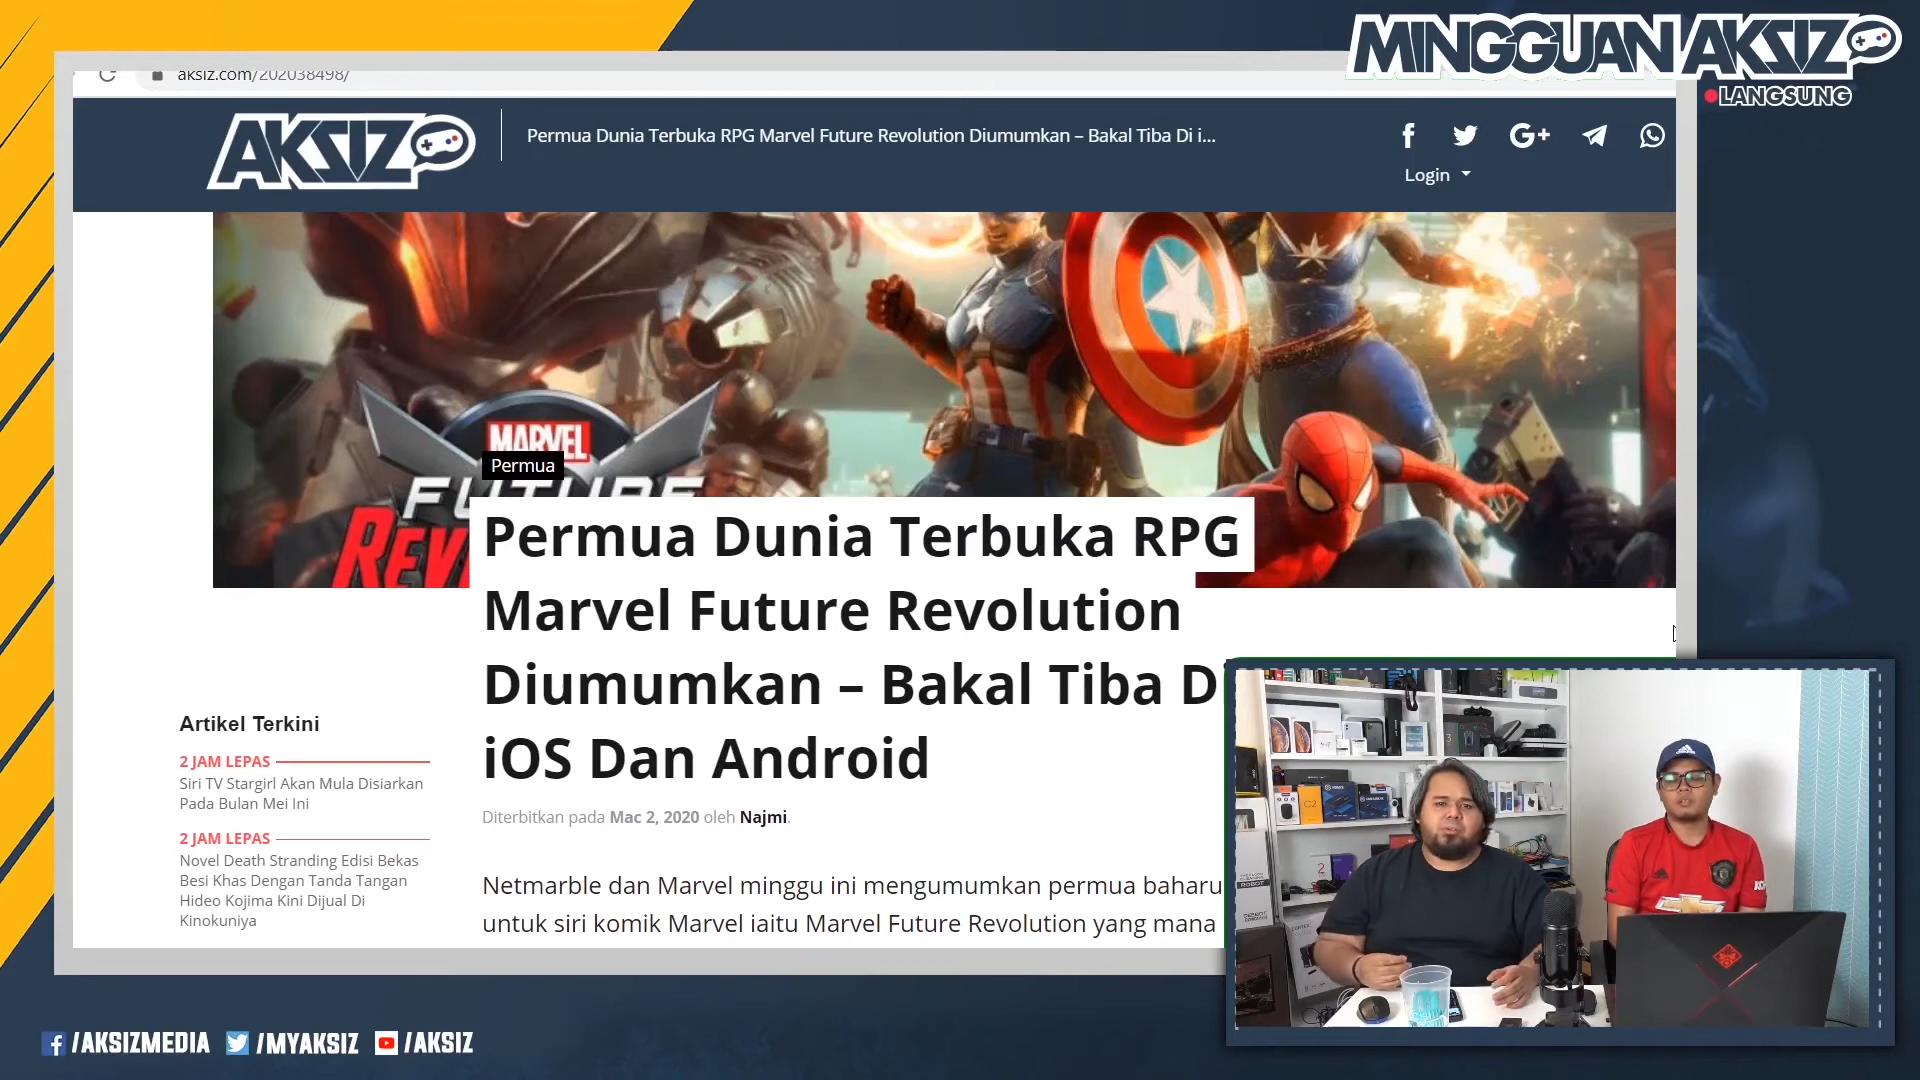 MINGGUAN AKSIZ
LANGSUNG
aksiz.com/202038498/
AKSIZ
Permua Dunia Terbuka RPG Marvel Future Revolution Diumumkan – Bakal Tiba Di i...
Login
MARVEL
FUTURE
REV
Permua
Permua Dunia Terbuka RPG
Marvel Future Revolution
Diumumkan – Bakal Tiba Di
iOS Dan Android
Diterbitkan pada Mac 2, 2020 oleh Najmi.
Netmarble dan Marvel minggu ini mengumumkan permua baharu
untuk siri komik Marvel iaitu Marvel Future Revolution yang mana
Artikel Terkini
2 JAM LEPAS
Siri TV Stargirl Akan Mula Disiarkan
Pada Bulan Mei Ini
2 JAM LEPAS
Novel Death Stranding Edisi Bekas
Besi Khas Dengan Tanda Tangan
Hideo Kojima Kini Dijual Di
Kinokuniya
/AKSIZMEDIA
/MYAKSIZ
/AKSIZ